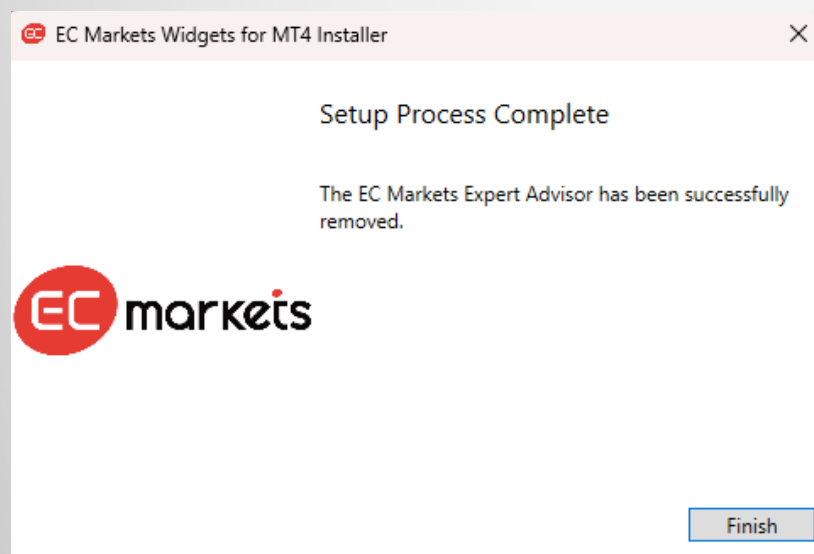 EC Markets Widgets for MT4 Installer
Setup Process Complete
The EC Markets Expert Advisor has been successfully
removed.
EC markets
Finish